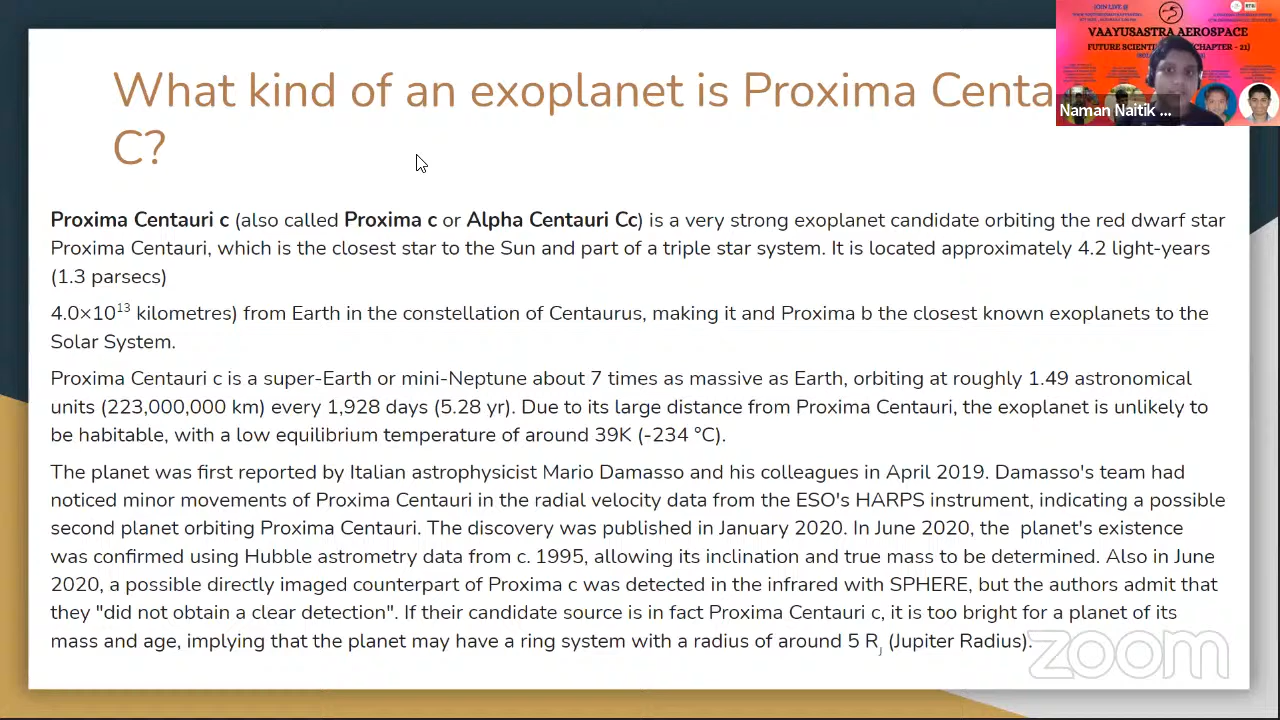 What kind of an exoplanet is Proxima Centa
C?
JOIN LIVE @
VAAYUSASTRA AEROSPACE
FUTURE SCIENTI
CHAPTER - 21)
Naman Naitik ...
Proxima Centauri c (also called Proxima c or Alpha Centauri Cc) is a very strong exoplanet candidate orbiting the red dwarf star
Proxima Centauri, which is the closest star to the Sun and part of a triple star system. It is located approximately 4.2 light-years
(1.3 parsecs)
4.0×10¹³ kilometres) from Earth in the constellation of Centaurus, making it and Proxima b the closest known exoplanets to the
Solar System.
Proxima Centauri c is a super-Earth or mini-Neptune about 7 times as massive as Earth, orbiting at roughly 1.49 astronomical
units (223,000,000 km) every 1,928 days (5.28 yr). Due to its large distance from Proxima Centauri, the exoplanet is unlikely to
be habitable, with a low equilibrium temperature of around 39K (-234 °C).
The planet was first reported by Italian astrophysicist Mario Damasso and his colleagues in April 2019. Damasso's team had
noticed minor movements of Proxima Centauri in the radial velocity data from the ESO's HARPS instrument, indicating a possible
second planet orbiting Proxima Centauri. The discovery was published in January 2020. In June 2020, the planet's existence
was confirmed using Hubble astrometry data from c. 1995, allowing its inclination and true mass to be determined. Also in June
2020, a possible directly imaged counterpart of Proxima c was detected in the infrared with SPHERE, but the authors admit that
they "did not obtain a clear detection". If their candidate source is in fact Proxima Centauri c, it is too bright for a planet of its
mass and age, implying that the planet may have a ring system with a radius of around 5 RJ (Jupiter Radius).
zoom